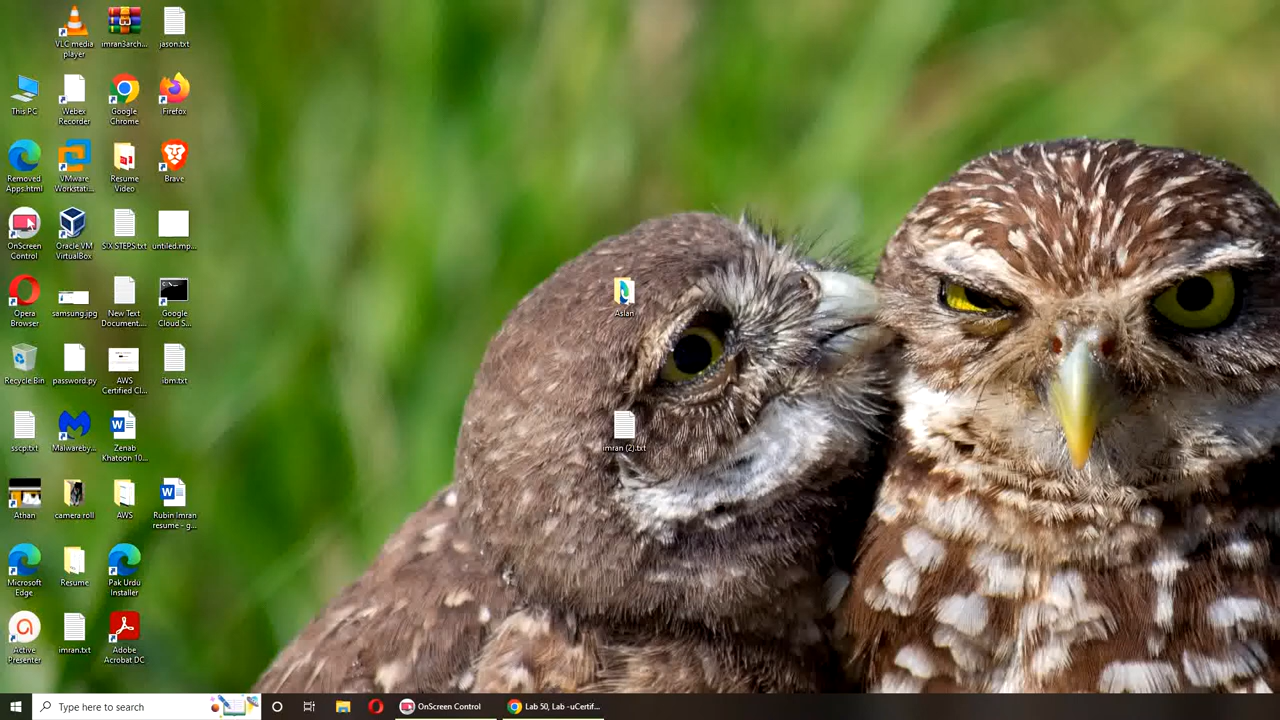 VLC media
player
imran3arch...
jason.txt
This PC
Webex
Recorder
Google
Chrome
Firefox
Removed
Apps.html
VMware
Workstati...
Resume
Video
Brave
OnScreen
Control
Oracle VM
VirtualBox
SIX STEPS.txt
untiled.mp...
Opera
Browser
samsung.jpg
New Text
Document...
Google
Cloud S...
Aslan
Recycle Bin
password.py
AWS
Certified Cl...
ibm.txt
sscp.txt
Malwareby...
Zenab
Khatoon 10...
imran (2).txt
Athan
camera roll
AWS
Rubin Imran
resume - g...
Microsoft
Edge
Resume
Pak Urdu
Installer
Active
Presenter
imran.txt
Adobe
Acrobat DC
Type here to search
OnScreen Control
Lab 50, Lab -uCertif...